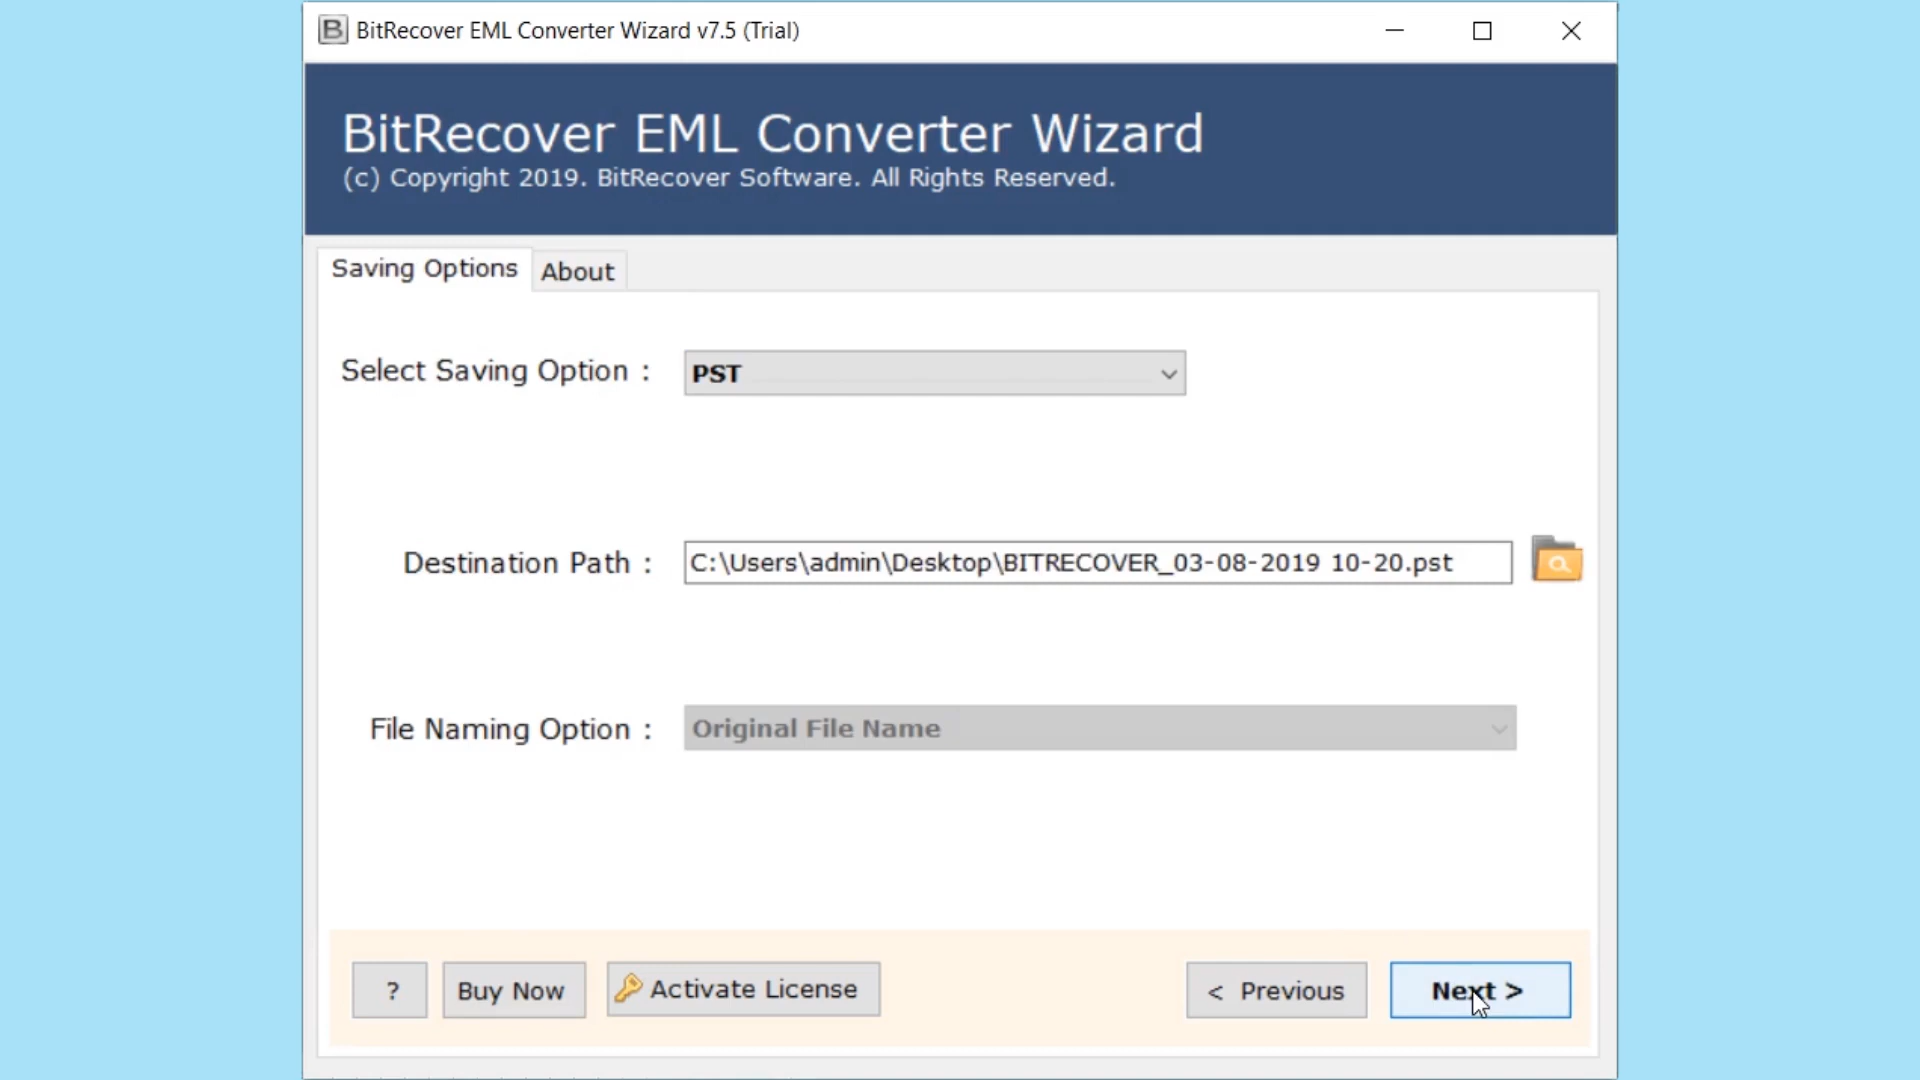 BitRecover EML Converter Wizard v7.5 (Trial)
BitRecover EML Converter Wizard
(c) Copyright 2019. BitRecover Software. All Rights Reserved.
Saving Options About
Select Saving Option : PST
Destination Path : C:\Users\admin\Desktop\BITRECOVER_03-08-2019 10-20.pst
File Naming Option : Original File Name
? Buy Now Activate License < Previous Next >